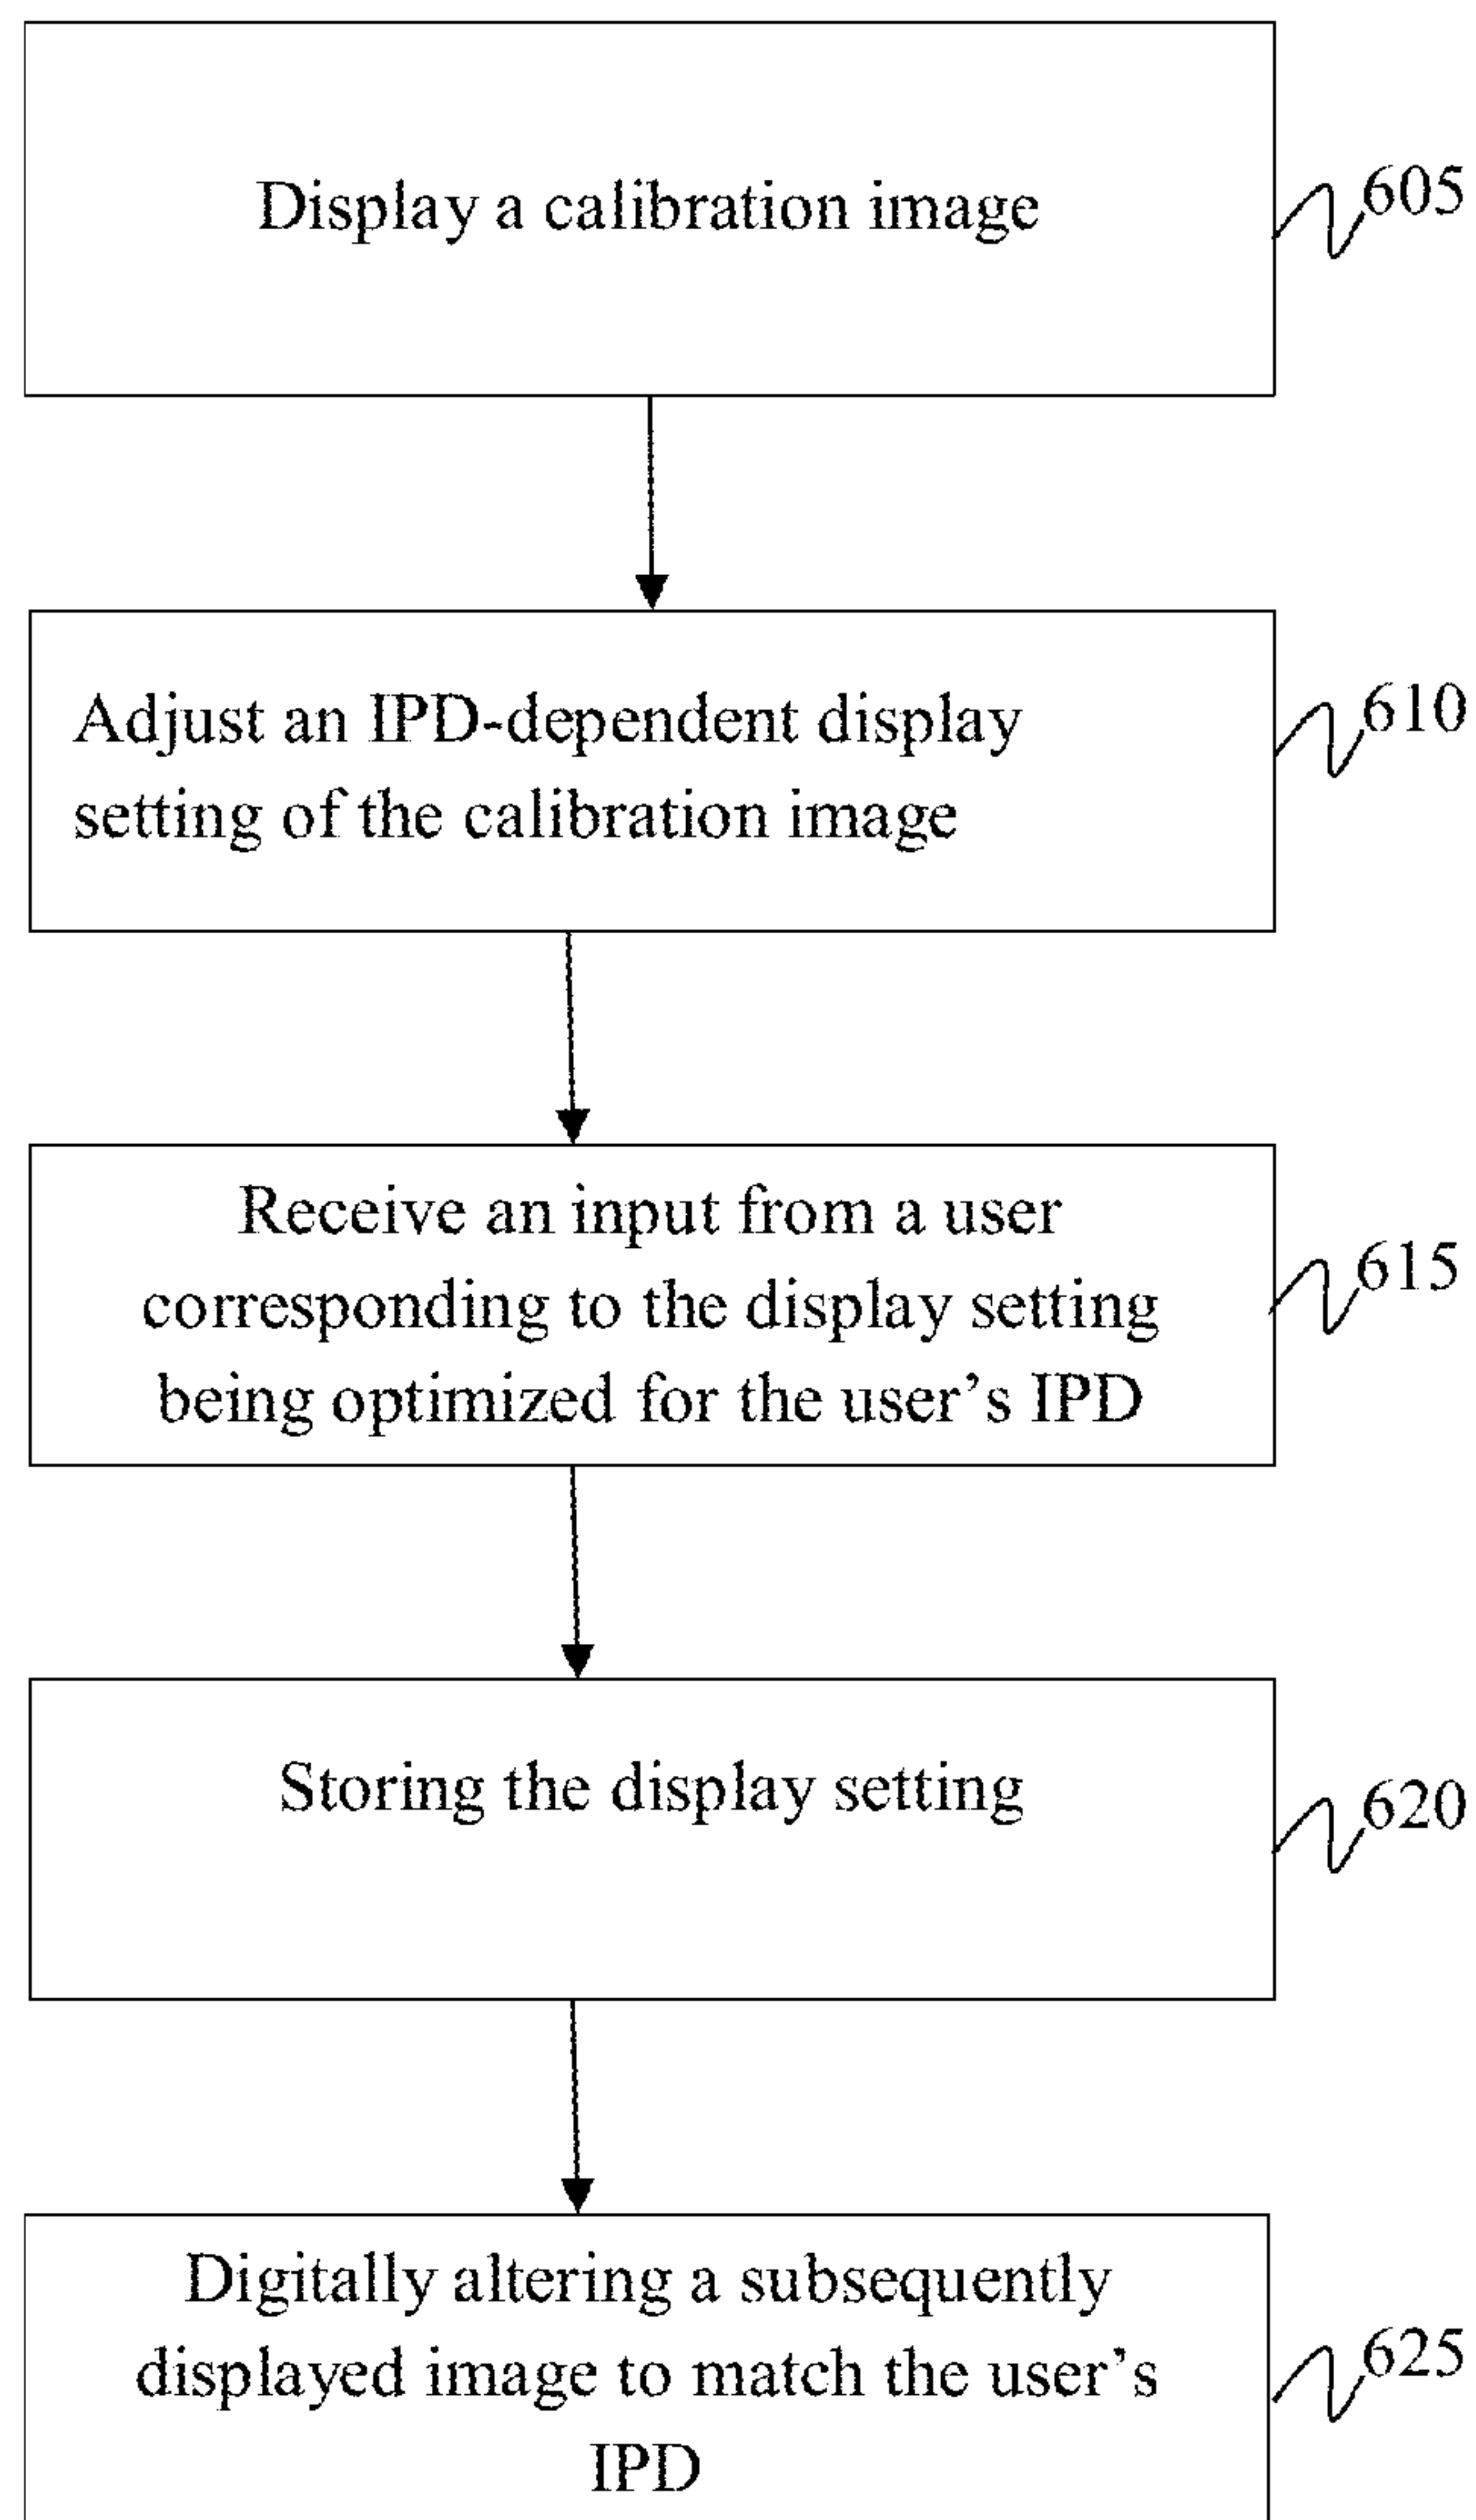 Display a calibration image
605
Adjust an IPD-dependent display
setting of the calibration image
610
Receive an input from a user
corresponding to the display setting
being optimized for the user's IPD
615
Storing the display setting
620
Digitally altering a subsequently
displayed image to match the user's
IPD
625